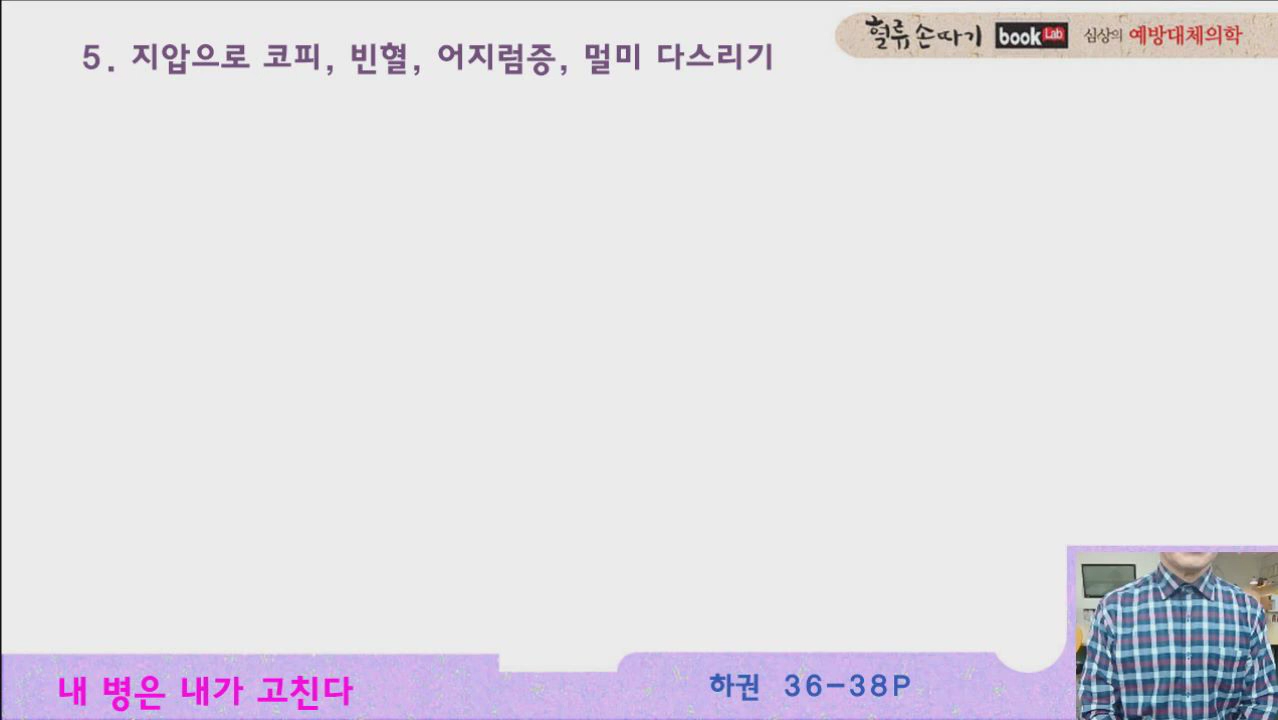 5. 지압으로 코피, 빈혈, 어지럼증, 멀미 다스리기
혈류 손따기 book Lab 심상의 예방대체의학
내 병은 내가 고친다
하권 36-38P